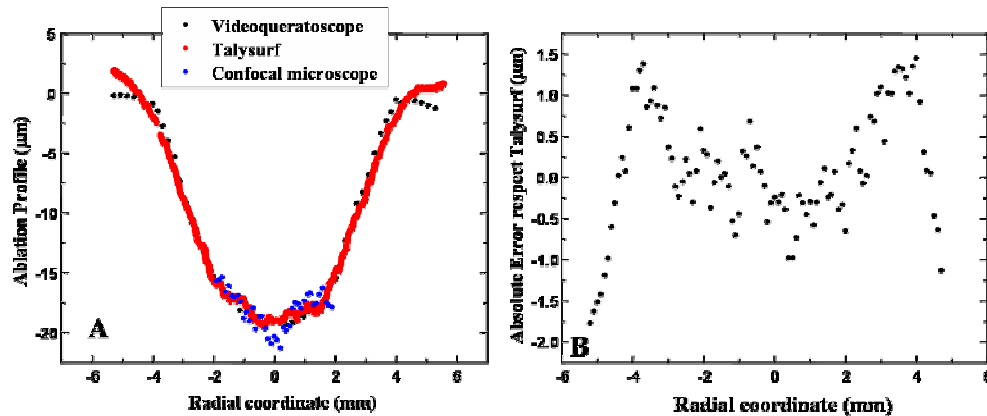 Videoqueratoscope
Talysurf
Confocal microscope
Ablation Profile (μm)
5
0
-5
-10
-15
-20
A
-6 -4 -2 0 2 4 6
Radial coordinate (mm)
Absolute Error respect Talysurf (μm)
1.5
1.0
0.5
0.0
-0.5
-1.0
-1.5
-2.0
B
-6 -4 -2 0 2 4 6
Radial coordinate (mm)